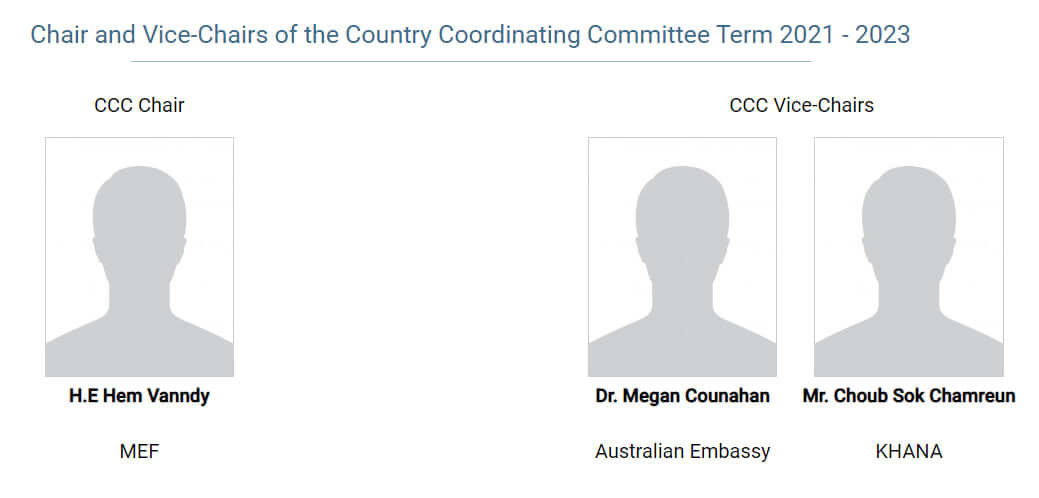 Chair and Vice-Chairs of the Country Coordinating Committee Term 2021 - 2023
CCC Chair
CCC Vice-Chairs
H.E Hem Vanndy
Dr. Megan Counahan
Mr. Choub Sok Chamreun
MEF
Australian Embassy
KHANA